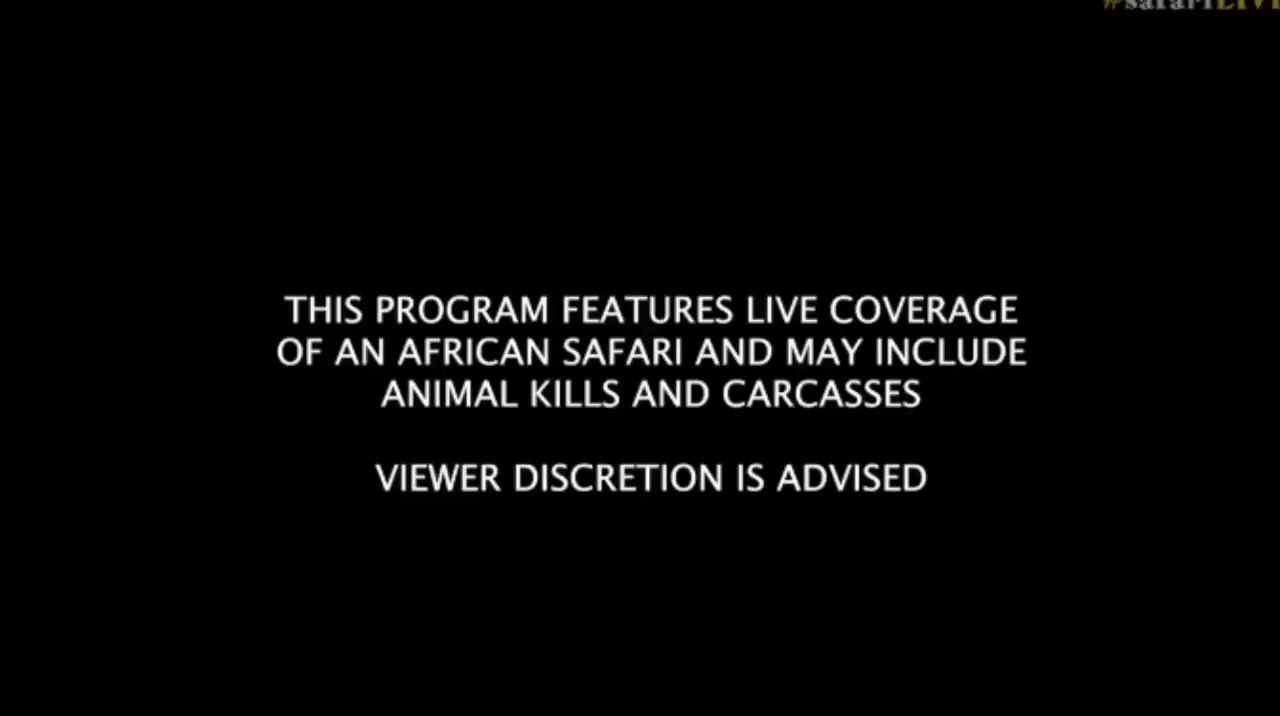 #safariLIVE
THIS PROGRAM FEATURES LIVE COVERAGE
OF AN AFRICAN SAFARI AND MAY INCLUDE
ANIMAL KILLS AND CARCASSES
VIEWER DISCRETION IS ADVISED